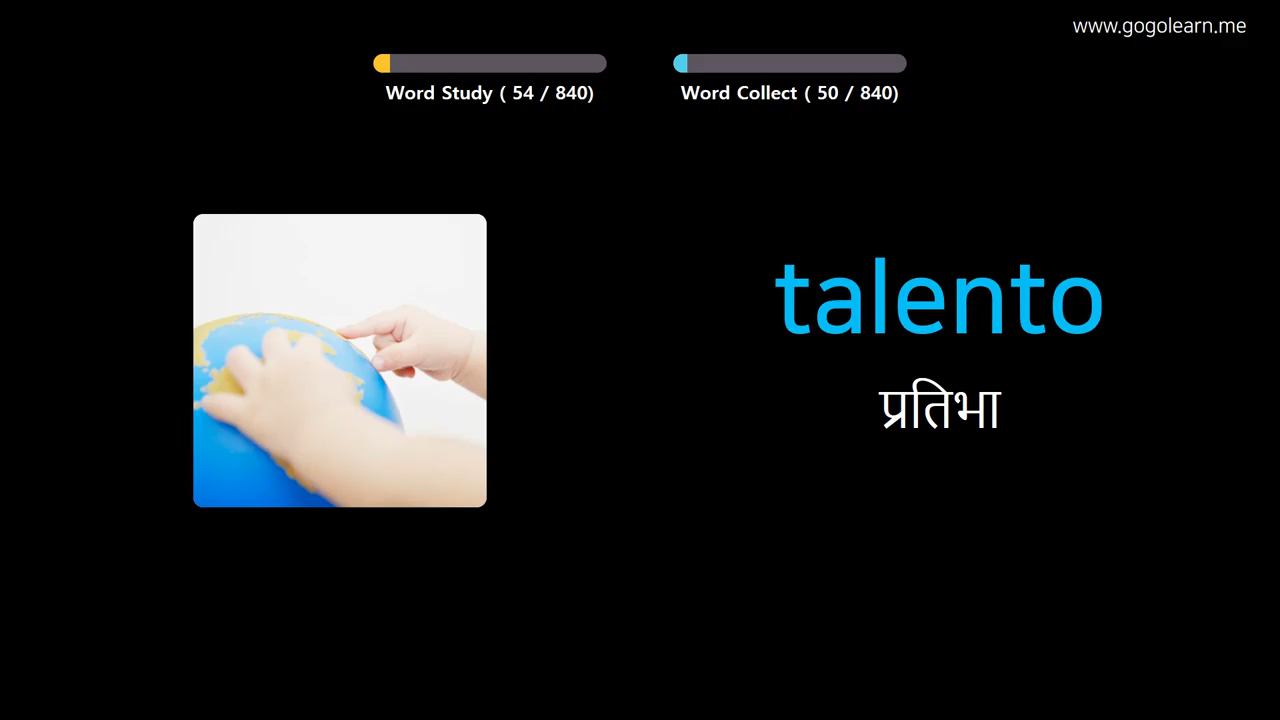 www.gogolearn.me
Word Study ( 54 / 840)
Word Collect ( 50 / 840)
talento
प्रतिभा